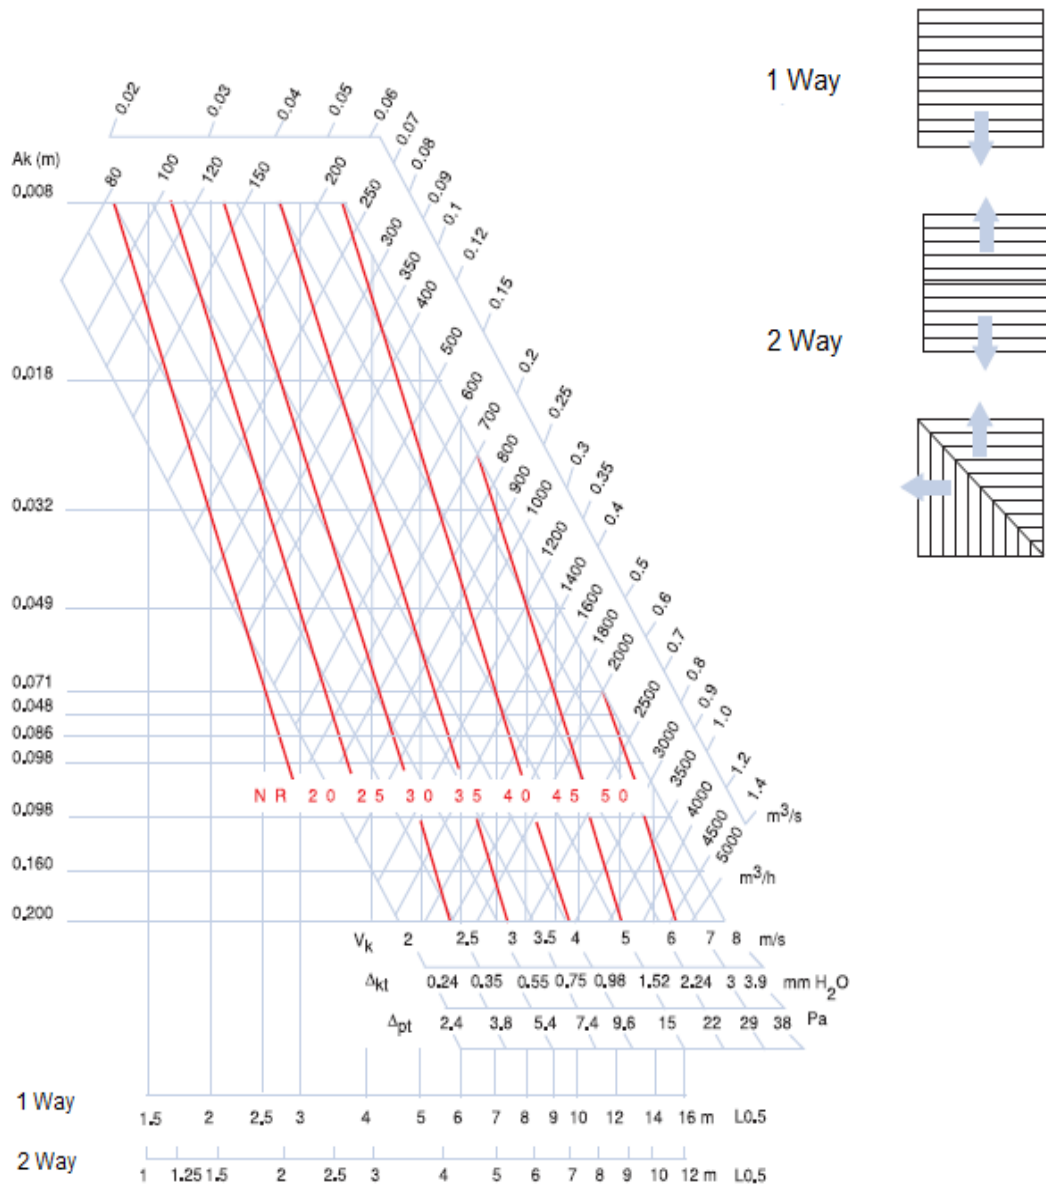 0.02 0.03 0.04 0.05 0.06 0.07 0.08 0.09 0.1 0.12 0.15 0.2 0.25 0.3 0.35 0.4 0.5 0.6 0.7 0.8 0.9 1.0 1.2 1.4 m³/s
80 100 120 150 200 250 300 350 400 500 600 700 800 900 1000 1200 1400 1600 1800 2000 2500 3000 3500 4000 4500 5000 m³/h
Ak (m)
0.008
0.018
0.032
0.049
0.071
0.048
0.086
0.098
NR 20 25 30 35 40 45 50
0.098
0.160
0.200
Vk 2 2.5 3 3.5 4 5 6 7 8 m/s
Δkt 0.24 0.35 0.55 0.75 0.98 1.52 2.24 3 3.9 mm H₂O
Δpt 2.4 3.8 5.4 7.4 9.6 15 22 29 38 Pa
1 Way
1.5 2 2.5 3 4 5 6 7 8 9 10 12 14 16 m L0.5
2 Way
1 1.25 1.5 2 2.5 3 4 5 6 7 8 9 10 12 m L0.5
1 Way
2 Way